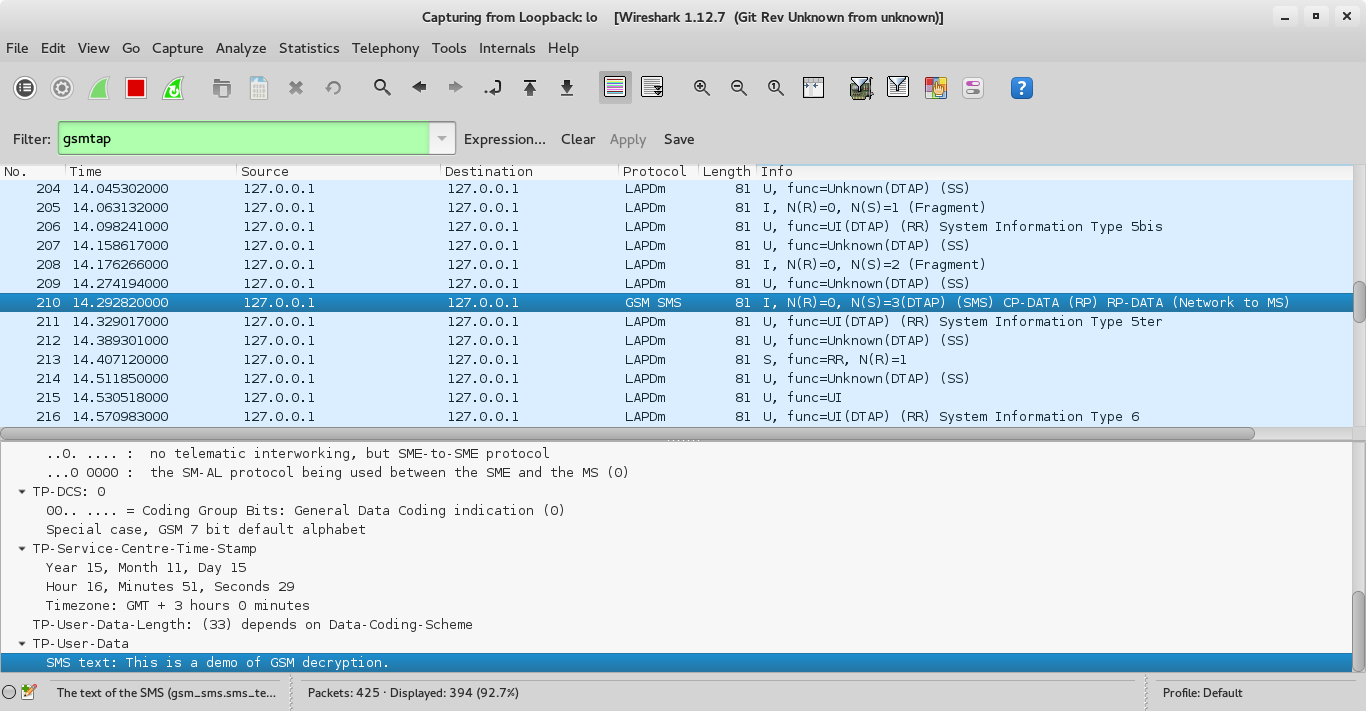 Capturing from Loopback: lo    [Wireshark 1.12.7  (Git Rev Unknown from unknown)]
File Edit View Go Capture Analyze Statistics Telephony Tools Internals Help
Filter: gsmtap Expression... Clear Apply Save
No. Time Source Destination Protocol Length Info
204 14.045302000 127.0.0.1 127.0.0.1 LAPDm 81 U, func=Unknown(DTAP) (SS)
205 14.063132000 127.0.0.1 127.0.0.1 LAPDm 81 I, N(R)=0, N(S)=1 (Fragment)
206 14.098241000 127.0.0.1 127.0.0.1 LAPDm 81 U, func=UI(DTAP) (RR) System Information Type 5bis
207 14.158617000 127.0.0.1 127.0.0.1 LAPDm 81 U, func=Unknown(DTAP) (SS)
208 14.176266000 127.0.0.1 127.0.0.1 LAPDm 81 I, N(R)=0, N(S)=2 (Fragment)
209 14.274194000 127.0.0.1 127.0.0.1 LAPDm 81 U, func=Unknown(DTAP) (SS)
210 14.292820000 127.0.0.1 127.0.0.1 GSM SMS 81 I, N(R)=0, N(S)=3(DTAP) (SMS) CP-DATA (RP) RP-DATA (Network to MS)
211 14.329017000 127.0.0.1 127.0.0.1 LAPDm 81 U, func=UI(DTAP) (RR) System Information Type 5ter
212 14.389301000 127.0.0.1 127.0.0.1 LAPDm 81 U, func=Unknown(DTAP) (SS)
213 14.407120000 127.0.0.1 127.0.0.1 LAPDm 81 S, func=RR, N(R)=1
214 14.511850000 127.0.0.1 127.0.0.1 LAPDm 81 U, func=Unknown(DTAP) (SS)
215 14.530518000 127.0.0.1 127.0.0.1 LAPDm 81 U, func=UI
216 14.570983000 127.0.0.1 127.0.0.1 LAPDm 81 U, func=UI(DTAP) (RR) System Information Type 6
..0. .... :  no telematic interworking, but SME-to-SME protocol
...0 0000 :  the SM-AL protocol being used between the SME and the MS (0)
TP-DCS: 0
00.. .... = Coding Group Bits: General Data Coding indication (0)
Special case, GSM 7 bit default alphabet
TP-Service-Centre-Time-Stamp
Year 15, Month 11, Day 15
Hour 16, Minutes 51, Seconds 29
Timezone: GMT + 3 hours 0 minutes
TP-User-Data-Length: (33) depends on Data-Coding-Scheme
TP-User-Data
SMS text: This is a demo of GSM decryption.
The text of the SMS (gsm_sms.sms_te... Packets: 425 · Displayed: 394 (92.7%) Profile: Default